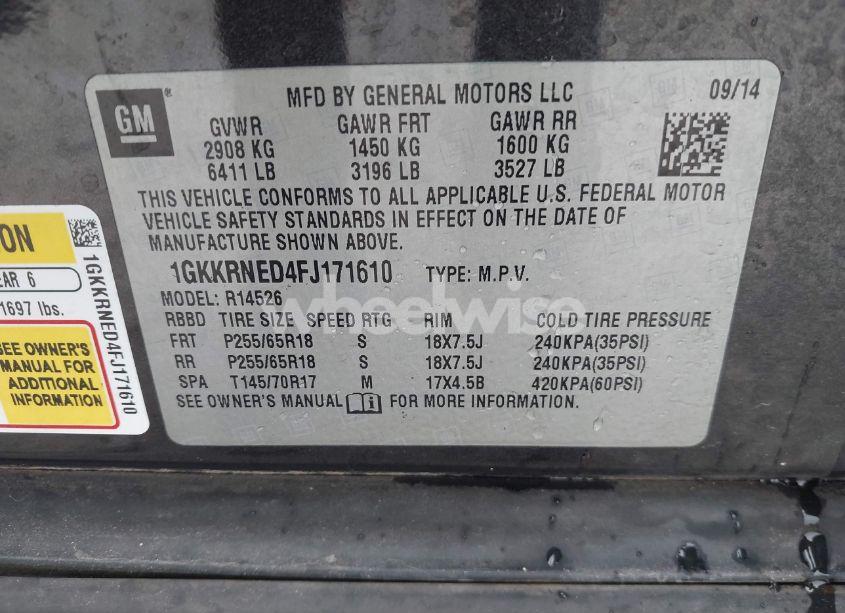 GM
MFD BY GENERAL MOTORS LLC 09/14
GVWR GAWR FRT GAWR RR
2908 KG 1450 KG 1600 KG
6411 LB 3196 LB 3527 LB
THIS VEHICLE CONFORMS TO ALL APPLICABLE U.S. FEDERAL MOTOR
VEHICLE SAFETY STANDARDS IN EFFECT ON THE DATE OF
MANUFACTURE SHOWN ABOVE.
1GKKRNED4FJ171610 TYPE: M.P.V.
MODEL: R14526
RBBD TIRE SIZE SPEED RTG RIM COLD TIRE PRESSURE
FRT P255/65R18 S 18X7.5J 240KPA(35PSI)
RR P255/65R18 S 18X7.5J 240KPA(35PSI)
SPA T145/70R17 M 17X4.5B 420KPA(60PSI)
SEE OWNER'S MANUAL FOR MORE INFORMATION.
wheelwise
ON
AR 6
1697 lbs.
SEE OWNER'S
MANUAL FOR
ADDITIONAL
INFORMATION
1GKKRNED4FJ171610